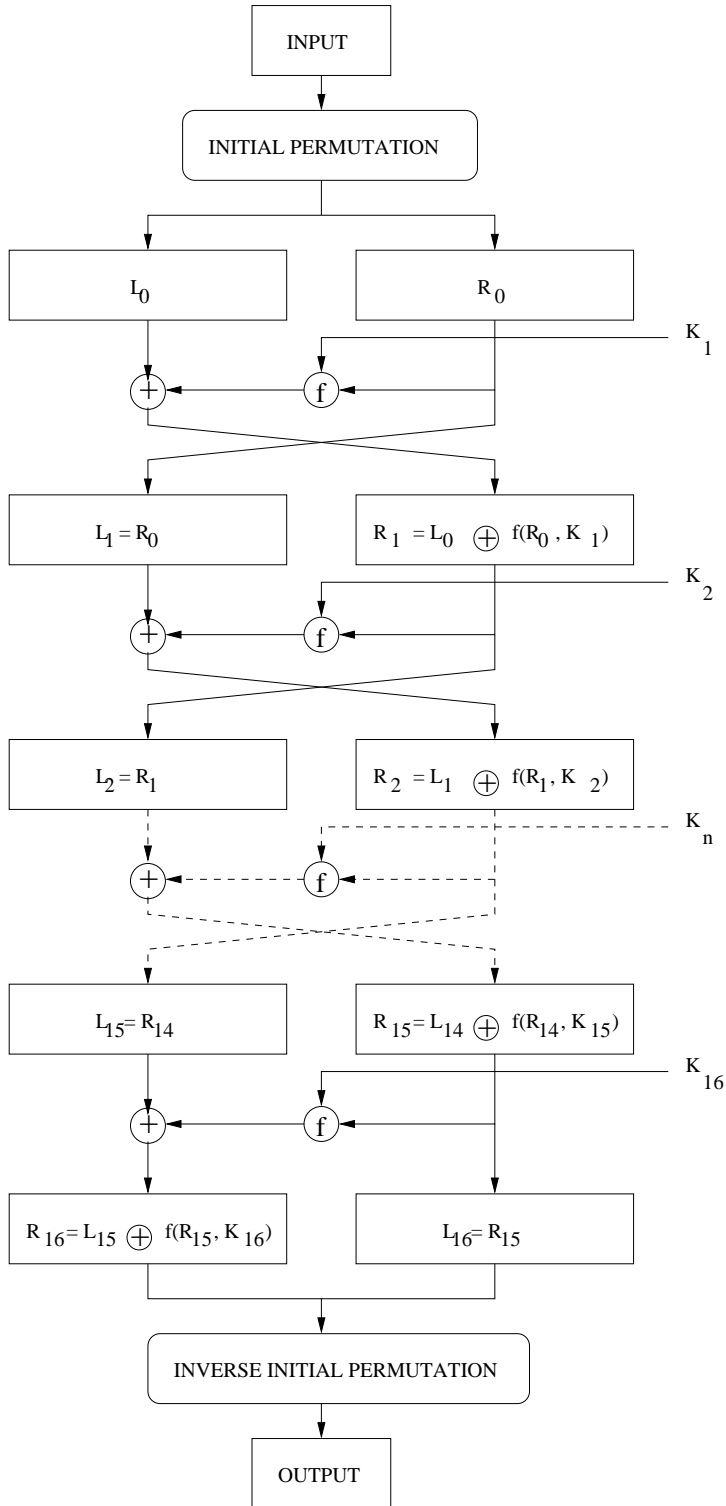 INPUT
INITIAL PERMUTATION
L₀
R₀
K₁
+
f
L₁ = R₀
R₁ = L₀ ⊕ f(R₀ , K₁)
K₂
+
f
L₂ = R₁
R₂ = L₁ ⊕ f(R₁, K₂)
Kₙ
+
f
L₁₅ = R₁₄
R₁₅ = L₁₄ ⊕ f(R₁₄, K₁₅)
K₁₆
+
f
R₁₆ = L₁₅ ⊕ f(R₁₅, K₁₆)
L₁₆ = R₁₅
INVERSE INITIAL PERMUTATION
OUTPUT